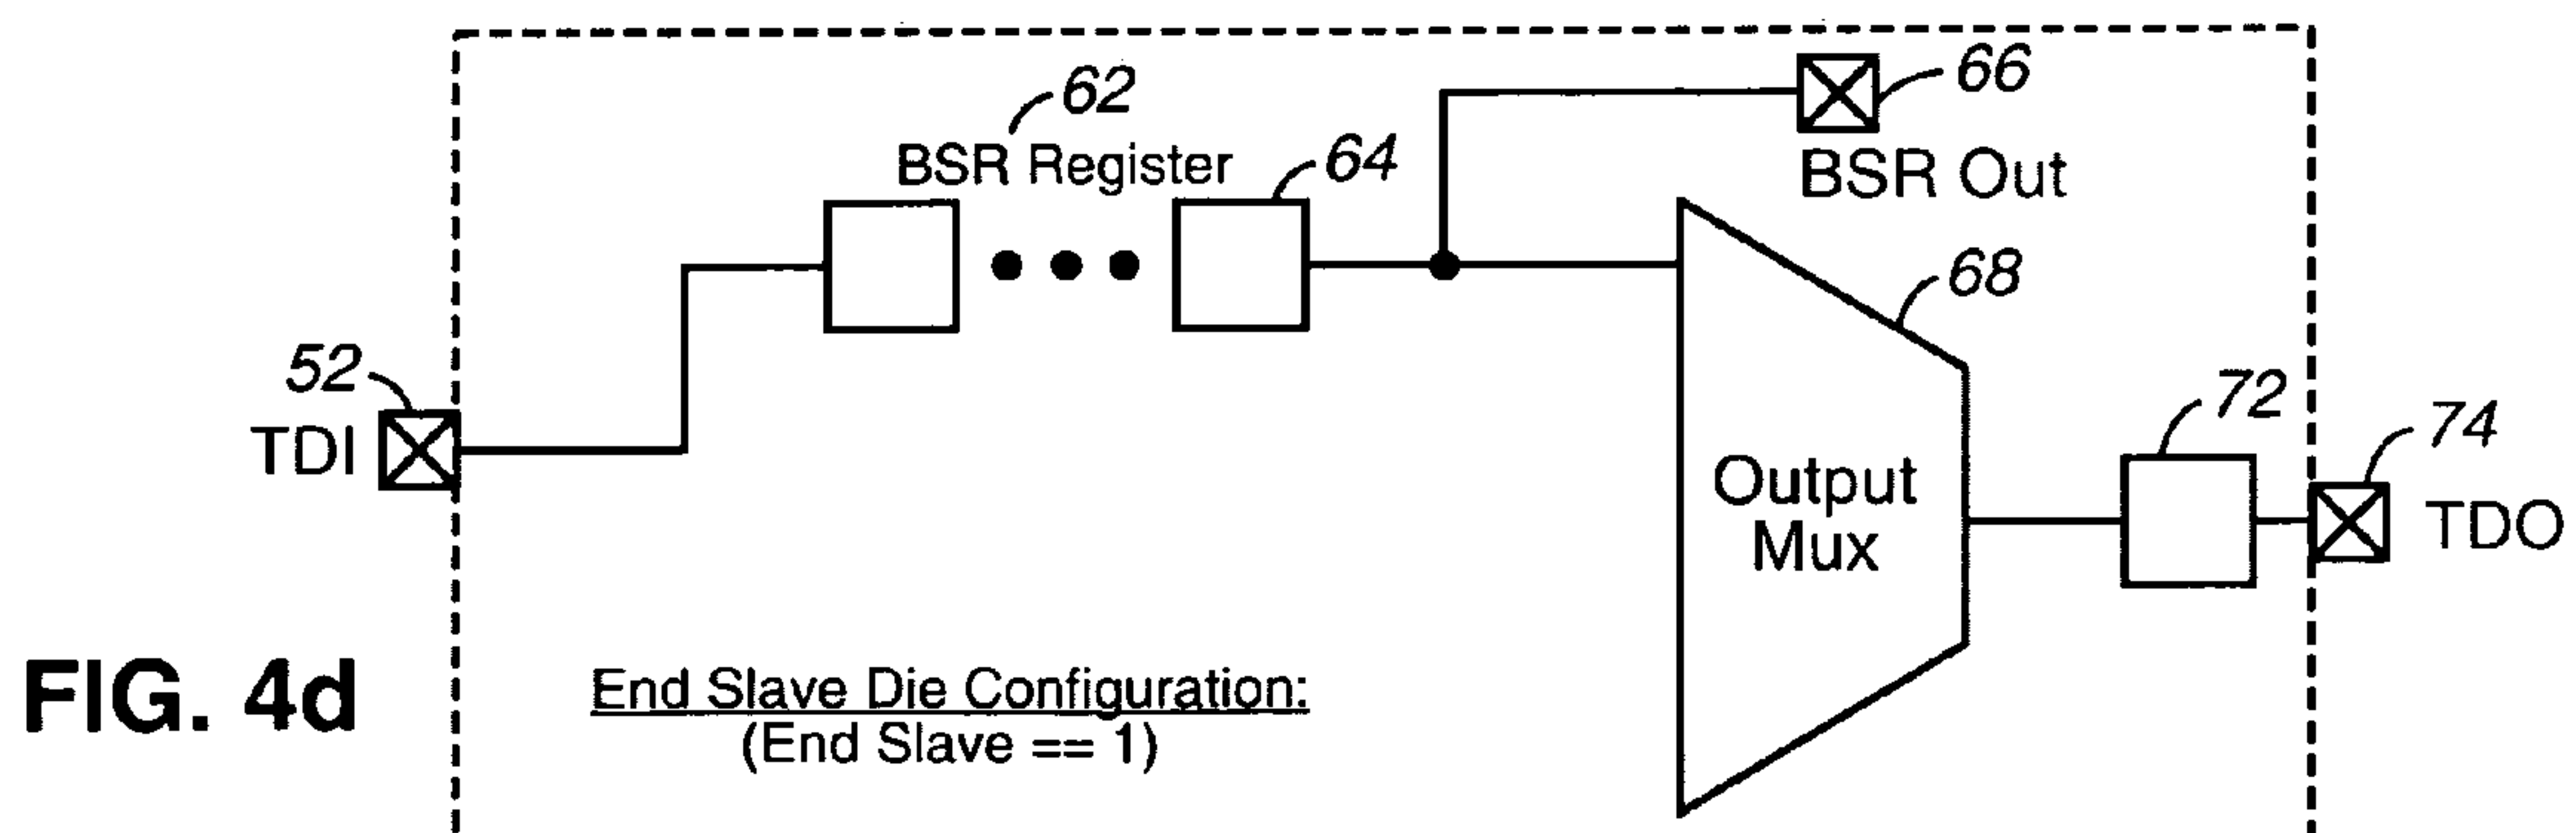 62
BSR Register
64
66
BSR Out
68
52
TDI
Output
Mux
72
74
TDO
FIG. 4d
End Slave Die Configuration:
(End Slave == 1)